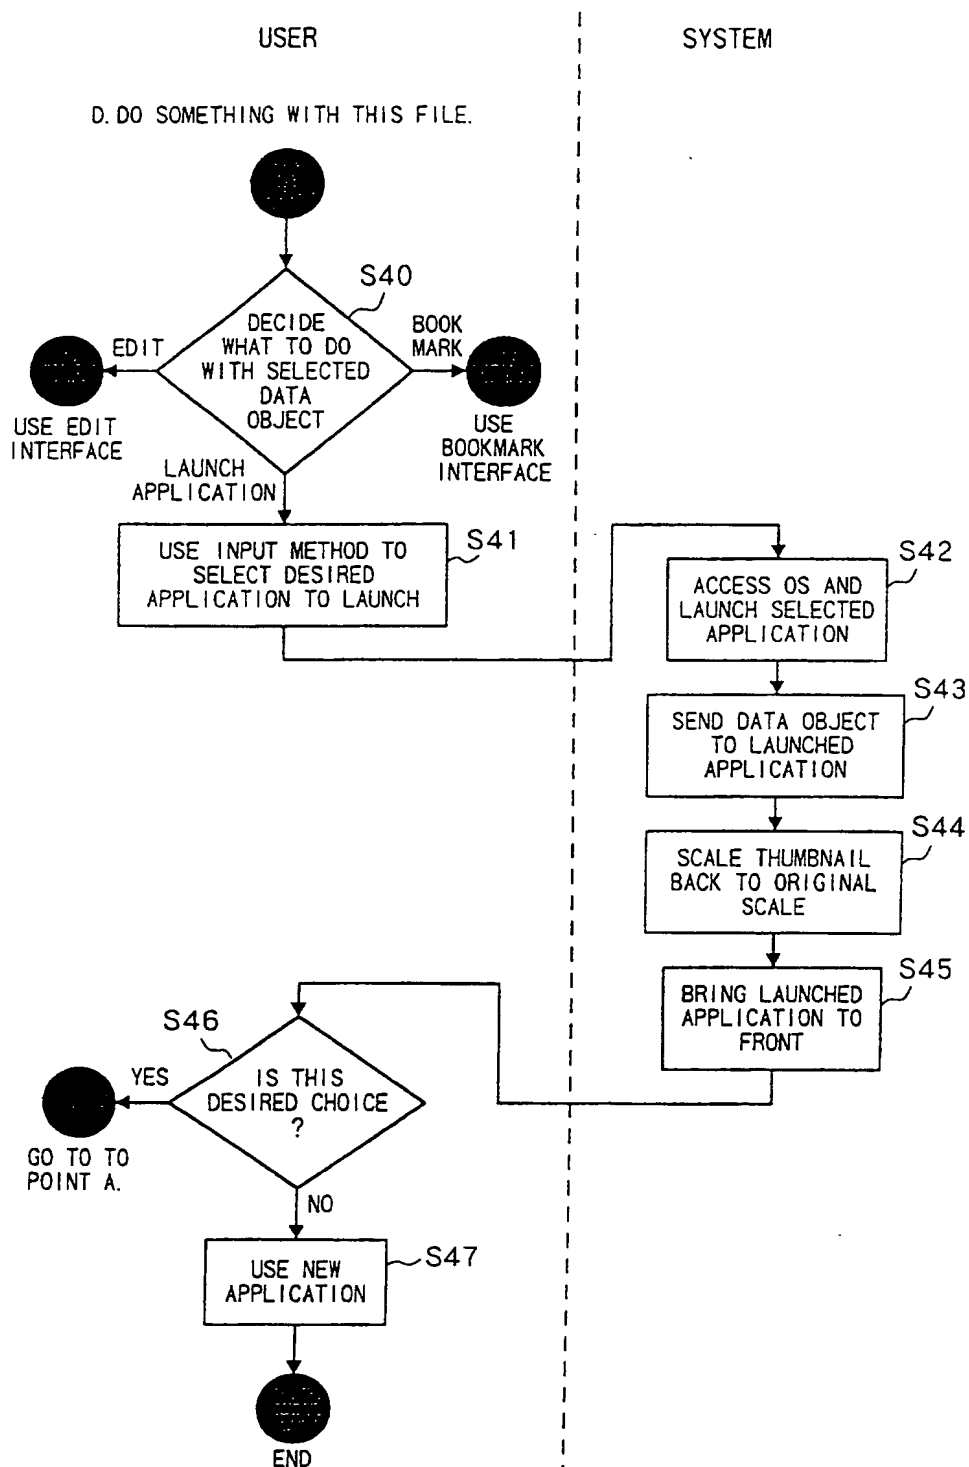 USER
SYSTEM
D. DO SOMETHING WITH THIS FILE.
S40
DECIDE
WHAT TO DO
WITH SELECTED
DATA
OBJECT
EDIT
BOOK
MARK
USE EDIT
INTERFACE
USE
BOOKMARK
INTERFACE
LAUNCH
APPLICATION
S41
USE INPUT METHOD TO
SELECT DESIRED
APPLICATION TO LAUNCH
S42
ACCESS OS AND
LAUNCH SELECTED
APPLICATION
S43
SEND DATA OBJECT
TO LAUNCHED
APPLICATION
S44
SCALE THUMBNAIL
BACK TO ORIGINAL
SCALE
S45
BRING LAUNCHED
APPLICATION TO
FRONT
S46
IS THIS
DESIRED CHOICE
?
YES
GO TO TO
POINT A.
NO
S47
USE NEW
APPLICATION
END